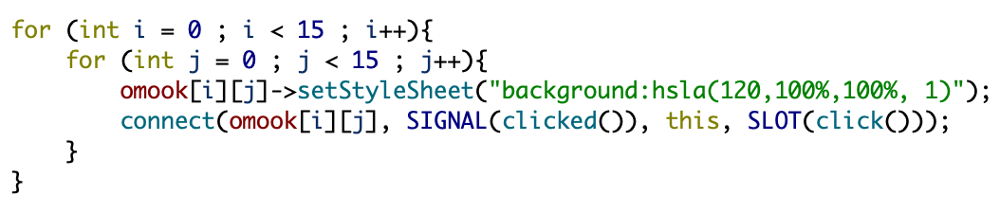 for (int i = 0 ; i < 15 ; i++){
    for (int j = 0 ; j < 15 ; j++){
        omook[i][j]->setStyleSheet("background:hsla(120,100%,100%, 1)");
        connect(omook[i][j], SIGNAL(clicked()), this, SLOT(click()));
    }
}